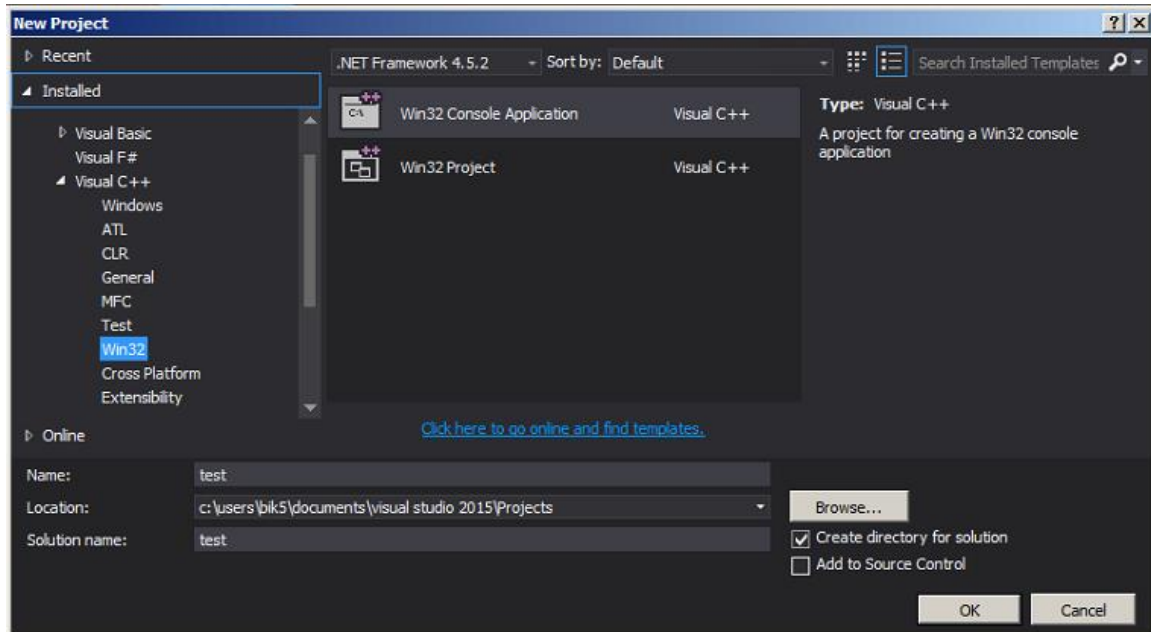 New Project
Recent
.NET Framework 4.5.2 Sort by: Default Search Installed Templates
Installed
Visual Basic
Visual F#
Visual C++
Windows
ATL
CLR
General
MFC
Test
Win32
Cross Platform
Extensibility
Online
C:\
Win32 Console Application Visual C++
Win32 Project Visual C++
Click here to go online and find templates.
Type: Visual C++
A project for creating a Win32 console
application
Name: test
Location: c:\users\bik5\documents\visual studio 2015\Projects
Browse...
Solution name: test
Create directory for solution
Add to Source Control
OK Cancel